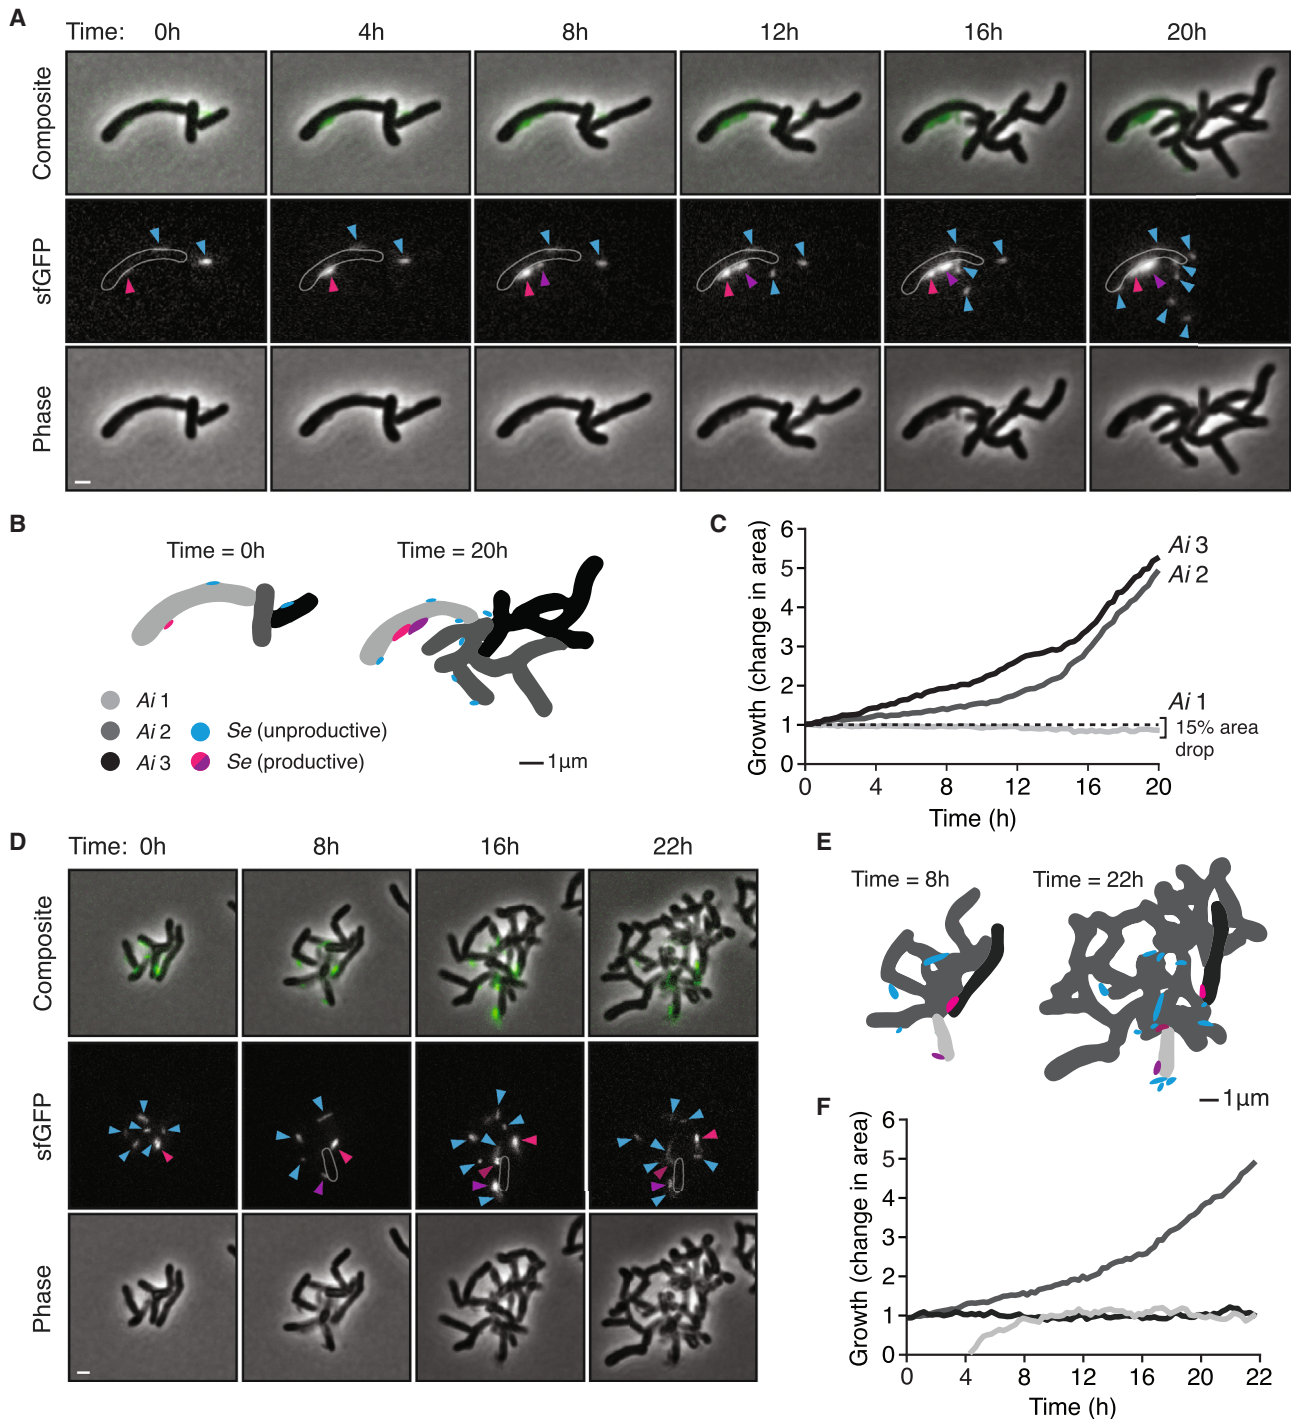 A
Time: 0h 4h 8h 12h 16h 20h
Composite
sfGFP
Phase
B
Time = 0h
Time = 20h
Ai 1
Ai 2
Se (unproductive)
Ai 3
Se (productive)
1μm
C
Growth (change in area)
6
5
4
3
2
1
0
Ai 3
Ai 2
Ai 1
15% area
drop
0 4 8 12 16 20
Time (h)
D
Time: 0h 8h 16h 22h
Composite
sfGFP
Phase
E
Time = 8h
Time = 22h
1μm
F
Growth (change in area)
6
5
4
3
2
1
0
0 4 8 12 16 20 22
Time (h)